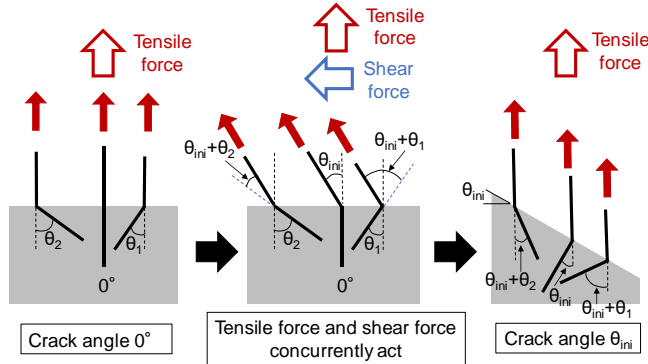 Tensile
force
θ2
θ1
0°
Crack angle 0°
Tensile
force
Shear
force
θini+θ2
θini
θini+θ1
θ2
θ1
0°
Tensile force and shear force
concurrently act
Tensile
force
θini
θini+θ2
θini
θini+θ1
Crack angle θini